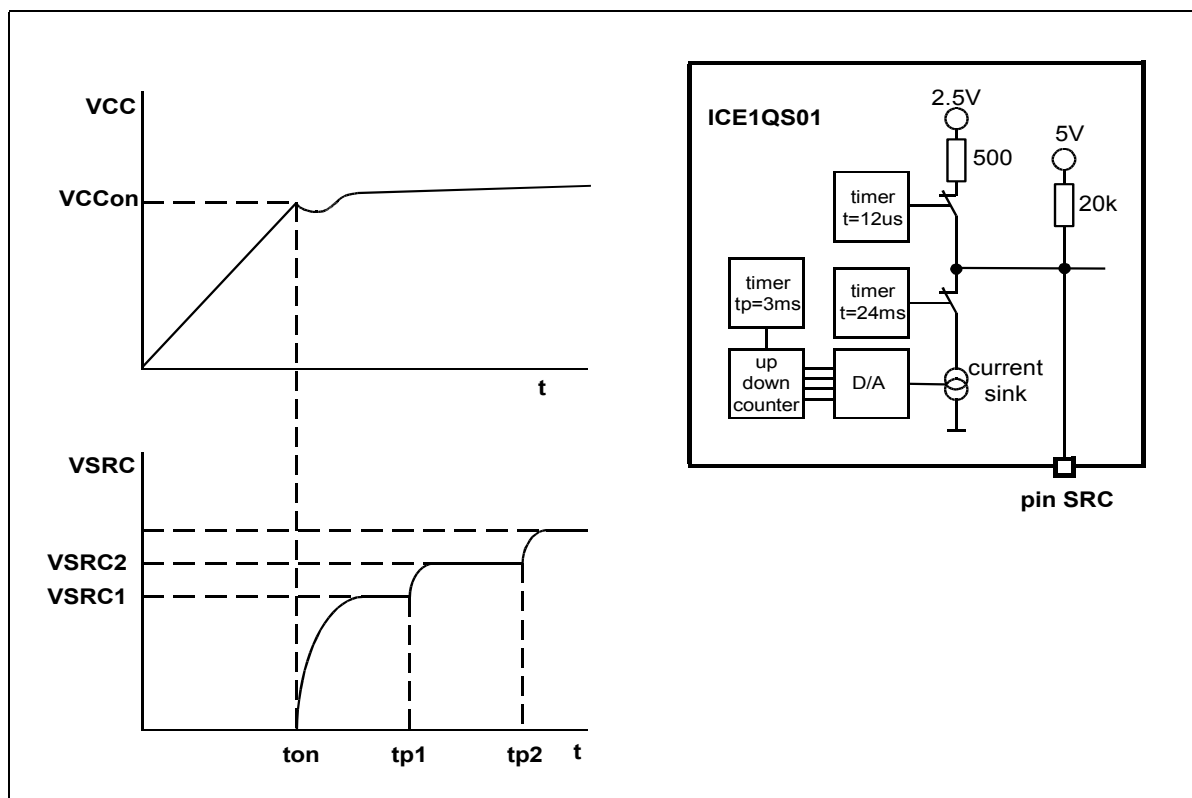 VCC
VCCon
t
VSRC
VSRC2
VSRC1
ton
tp1
tp2
t
ICE1QS01
2.5V
500
5V
20k
timer
t=12us
timer
tp=3ms
timer
t=24ms
up
down
counter
D/A
current
sink
pin SRC